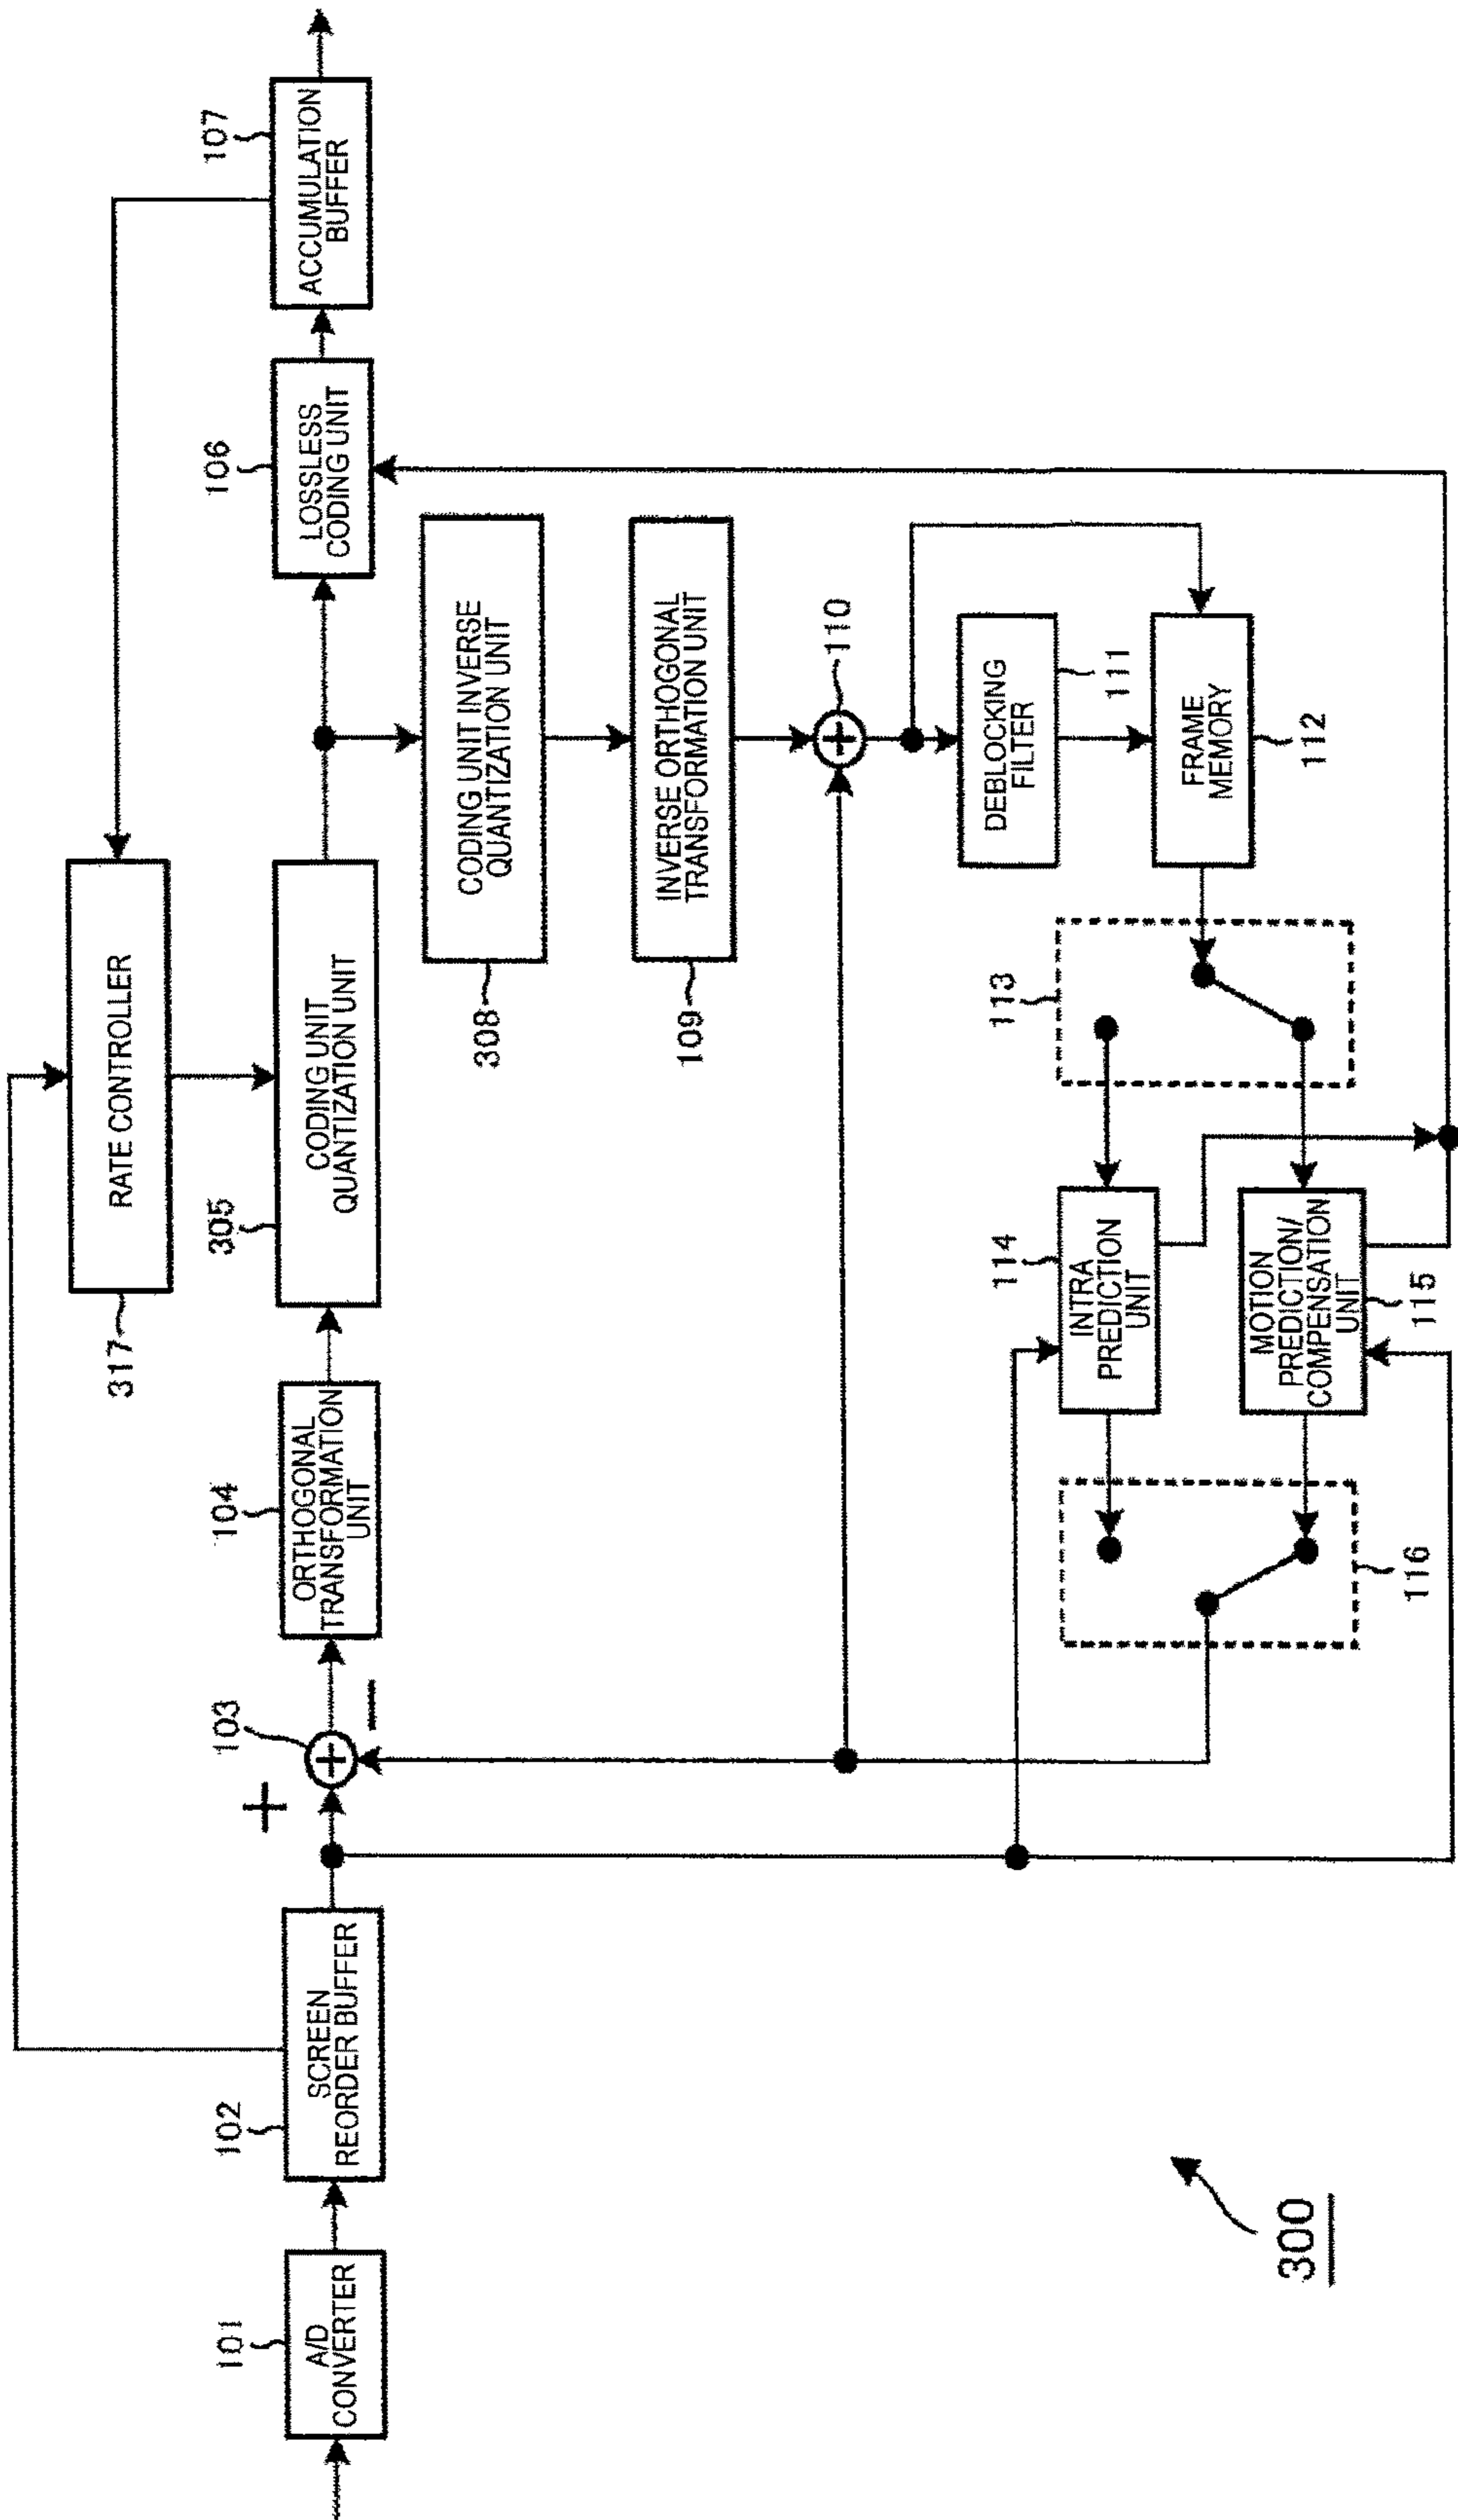 101
A/D
CONVERTER
102
SCREEN
REORDER BUFFER
+
103
+
−
104
ORTHOGONAL
TRANSFORMATION
UNIT
317
RATE CONTROLLER
305
CODING UNIT
QUANTIZATION UNIT
106
LOSSLESS
CODING UNIT
107
ACCUMULATION
BUFFER
CODING UNIT INVERSE
QUANTIZATION UNIT
308
INVERSE ORTHOGONAL
TRANSFORMATION UNIT
109
+
110
DEBLOCKING
FILTER
111
FRAME
MEMORY
112
113
114
INTRA
PREDICTION
UNIT
MOTION
PREDICTION/
COMPENSATION
UNIT
115
116
300